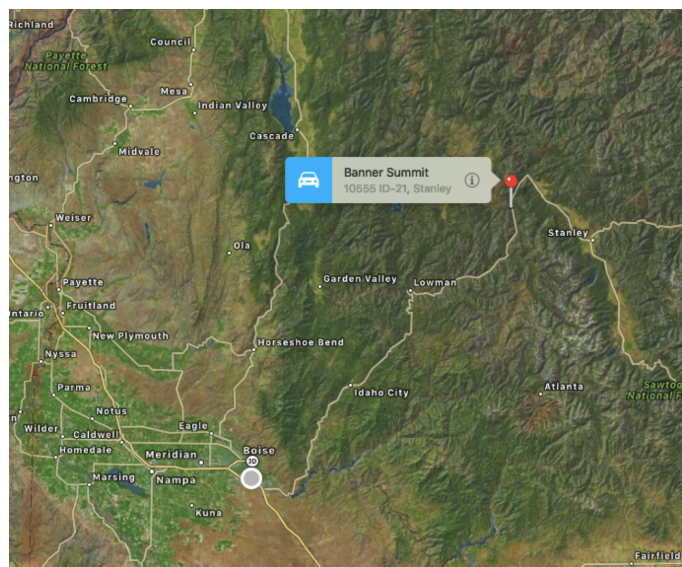 Richland
Council
Payette
National Forest
Mesa
Cambridge
Indian Valley
Cascade
Midvale
ngton
Banner Summit
10555 ID-21, Stanley
Weiser
Stanley
Ola
Payette
Garden Valley
Lowman
Fruitland
Ontario
New Plymouth
Horseshoe Bend
Nyssa
Parma
Idaho City
Atlanta
Sawtoo
National F
Notus
n
Wilder
Caldwell
Eagle
Homedale
Meridian
Boise
3D
Marsing
Nampa
Kuna
Fairfield